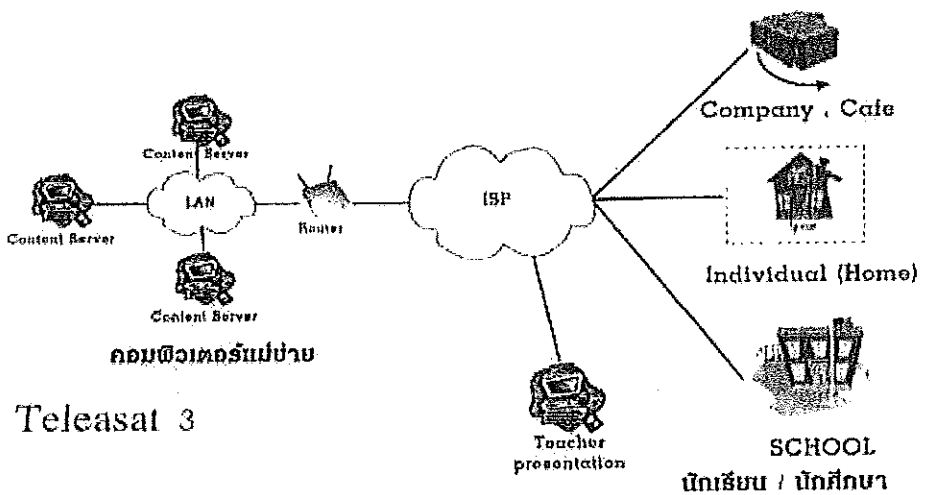 Company , Cafe
Content Server
LAN
ISP
Content Server
Router
Individual (Home)
Content Server
คอมพิวเตอร์แม่ข่าย
Teleasat 3
Teacher
presentation
SCHOOL
นักเรียน / นักศึกษา